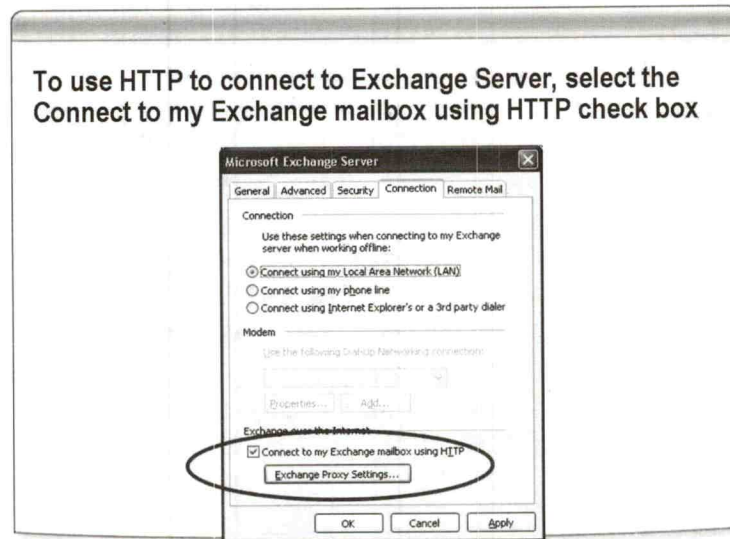 To use HTTP to connect to Exchange Server, select the
Connect to my Exchange mailbox using HTTP check box
Microsoft Exchange Server
General Advanced Security Connection Remote Mail
Connection
Use these settings when connecting to my Exchange
server when working offline:
Connect using my Local Area Network (LAN)
Connect using my phone line
Connect using Internet Explorer's or a 3rd party dialer
Modem
Use the following Dial-Up Networking connection:
Properties... Add...
Exchange over the Internet
Connect to my Exchange mailbox using HTTP
Exchange Proxy Settings...
OK Cancel Apply